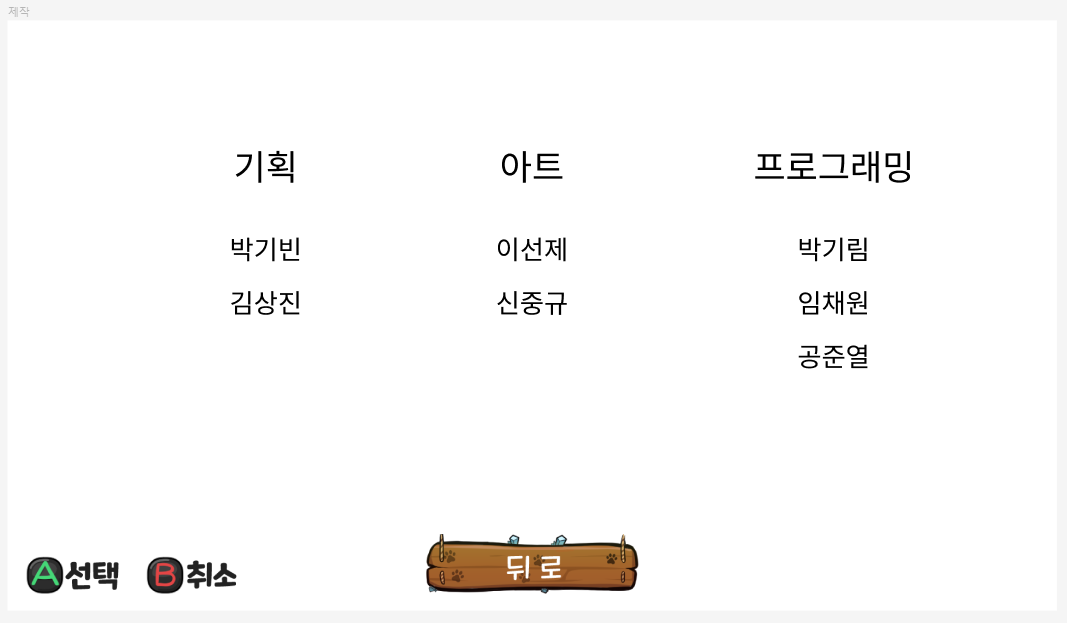 제작
기획
아트
프로그래밍
박기빈
이선제
박기림
김상진
신중규
임채원
공준열
A 선택
B 취소
뒤로